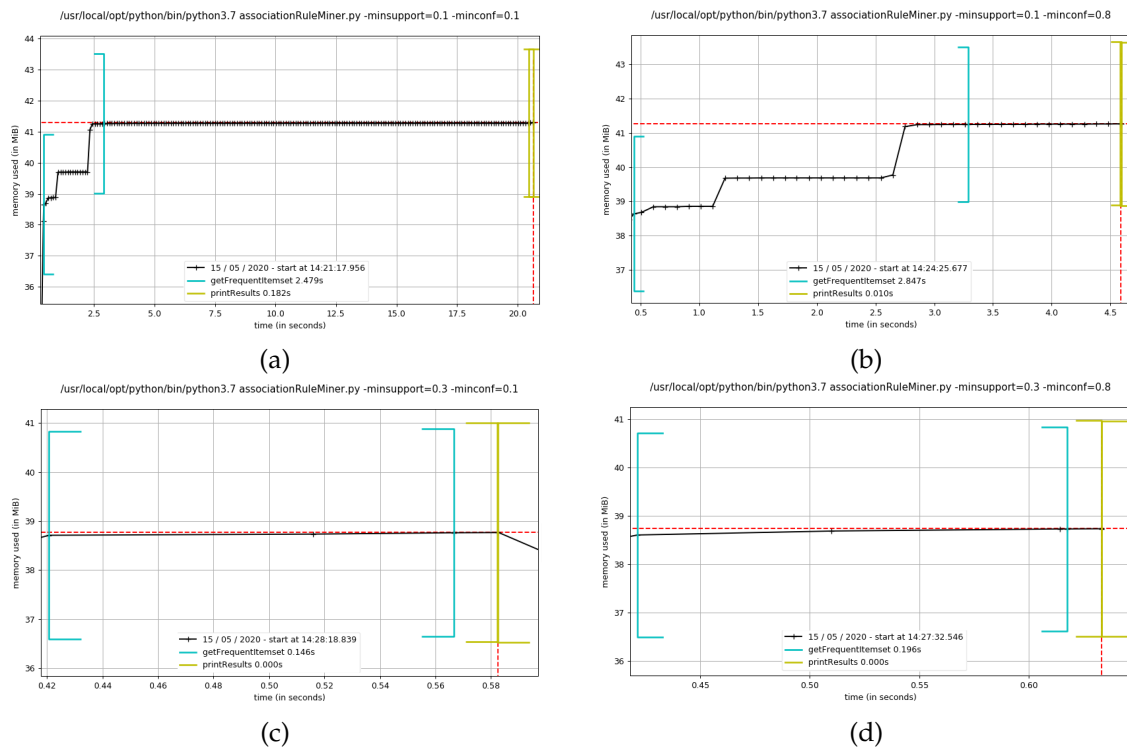 /usr/local/opt/python/bin/python3.7 associationRuleMiner.py -minsupport=0.1 -minconf=0.1
44
43
42
41
40
39
38
37
36
memory used (in MiB)
15 / 05 / 2020 - start at 14:21:17.956
getFrequentItemset 2.479s
printResults 0.182s
2.5 5.0 7.5 10.0 12.5 15.0 17.5 20.0
time (in seconds)
(a)
/usr/local/opt/python/bin/python3.7 associationRuleMiner.py -minsupport=0.1 -minconf=0.8
43
42
41
40
39
38
37
memory used (in MiB)
15 / 05 / 2020 - start at 14:24:25.677
getFrequentItemset 2.847s
printResults 0.010s
0.5 1.0 1.5 2.0 2.5 3.0 3.5 4.0 4.5
time (in seconds)
(b)
/usr/local/opt/python/bin/python3.7 associationRuleMiner.py -minsupport=0.3 -minconf=0.1
41
40
39
38
37
36
memory used (in MiB)
15 / 05 / 2020 - start at 14:28:18.839
getFrequentItemset 0.146s
printResults 0.000s
0.42 0.44 0.46 0.48 0.50 0.52 0.54 0.56 0.58
time (in seconds)
(c)
/usr/local/opt/python/bin/python3.7 associationRuleMiner.py -minsupport=0.3 -minconf=0.8
41
40
39
38
37
36
memory used (in MiB)
15 / 05 / 2020 - start at 14:27:32.546
getFrequentItemset 0.196s
printResults 0.000s
0.45 0.50 0.55 0.60
time (in seconds)
(d)